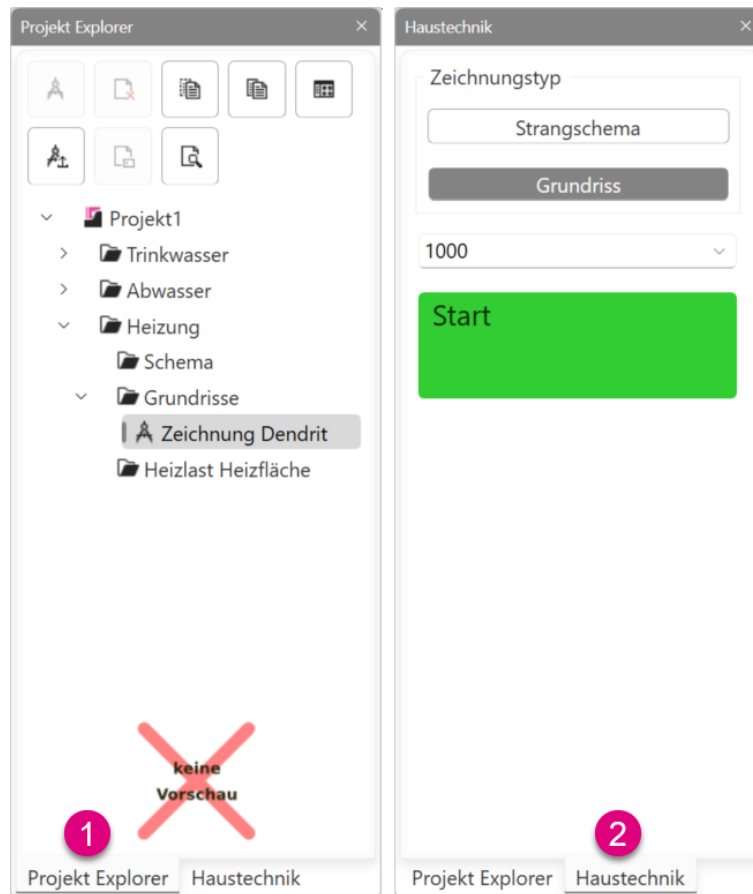 Projekt Explorer
Projekt1
Trinkwasser
Abwasser
Heizung
Schema
Grundrisse
Zeichnung Dendrit
Heizlast Heizfläche
keine
Vorschau
1
Projekt Explorer Haustechnik
Haustechnik
Zeichnungstyp
Strangschema
Grundriss
1000
Start
2
Projekt Explorer Haustechnik